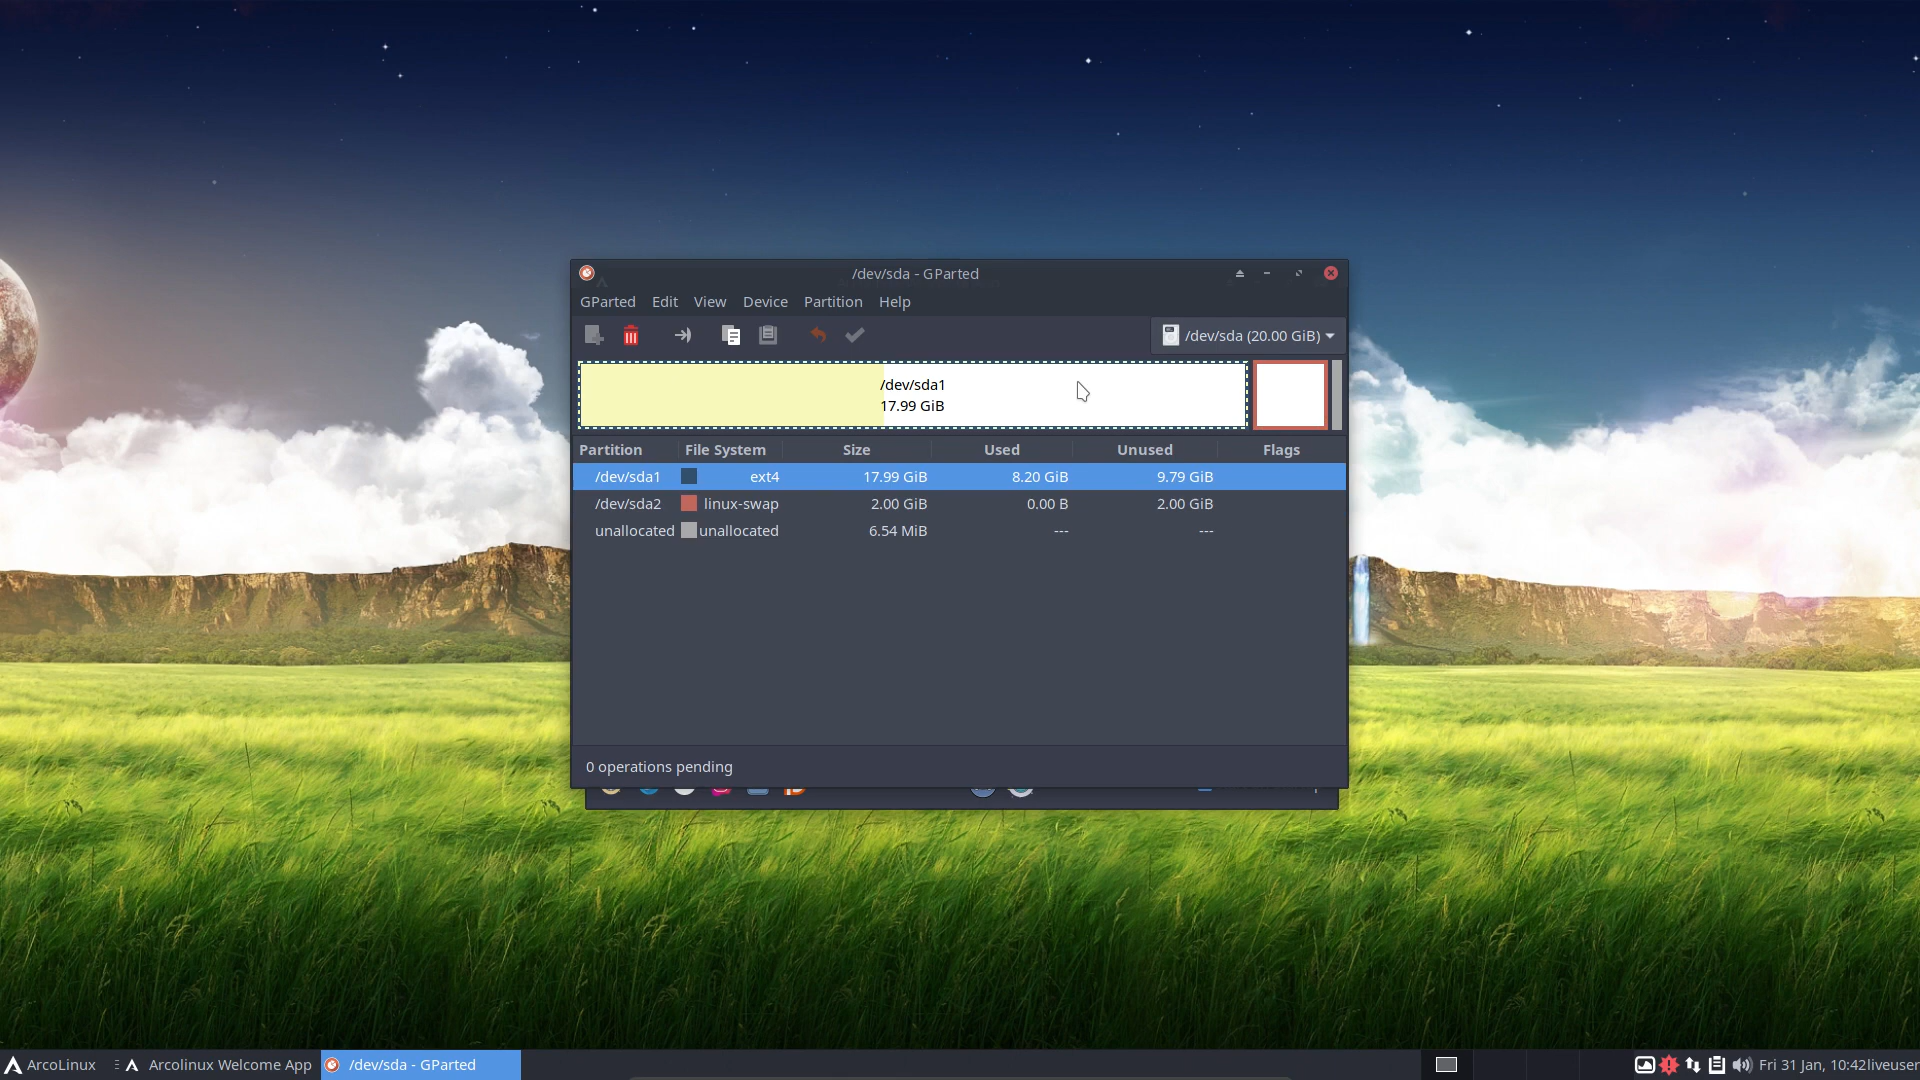 /dev/sda - GParted
GParted Edit View Device Partition Help
/dev/sda (20.00 GiB)
/dev/sda1
17.99 GiB
Partition File System Size Used Unused Flags
/dev/sda1 ext4 17.99 GiB 8.20 GiB 9.79 GiB
/dev/sda2 linux-swap 2.00 GiB 0.00 B 2.00 GiB
unallocated unallocated 6.54 MiB --- ---
0 operations pending
ArcoLinux Arcolinux Welcome App /dev/sda - GParted Fri 31 Jan, 10:42 liveuser